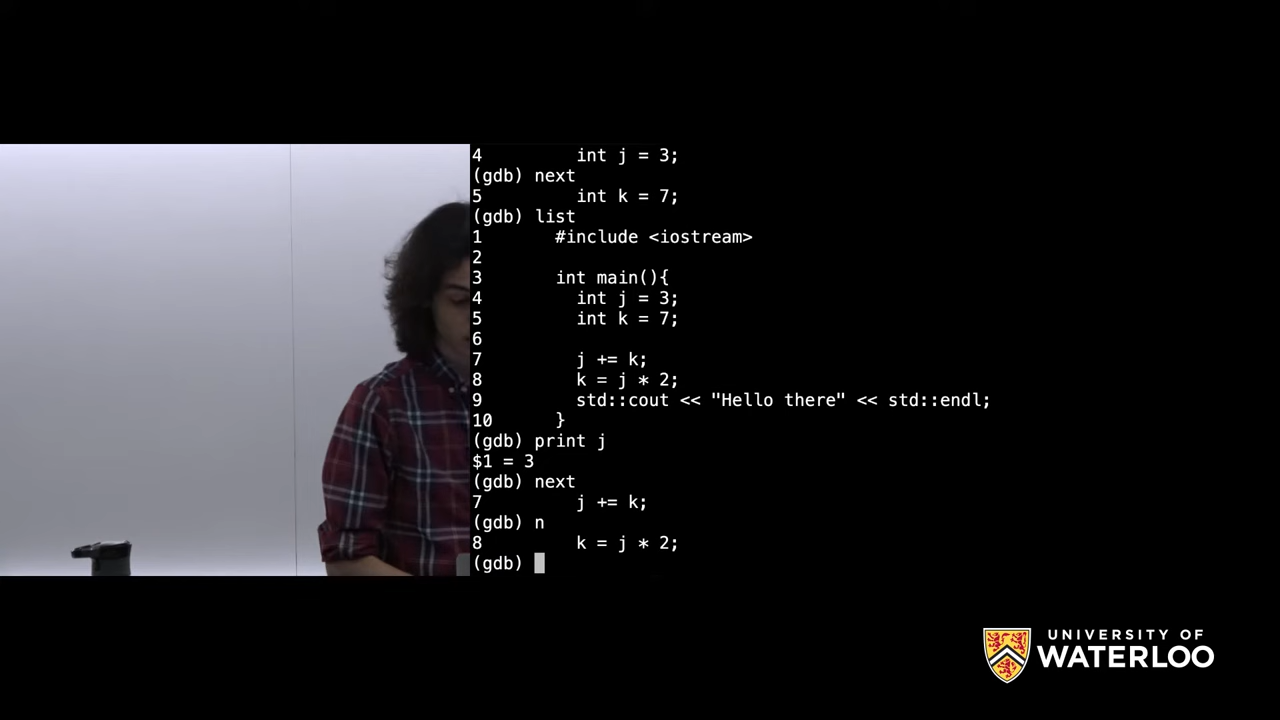 4 int j = 3;
(gdb) next
5 int k = 7;
(gdb) list
1 #include <iostream>
2
3 int main(){
4 int j = 3;
5 int k = 7;
6
7 j += k;
8 k = j * 2;
9 std::cout << "Hello there" << std::endl;
10 }
(gdb) print j
$1 = 3
(gdb) next
7 j += k;
(gdb) n
8 k = j * 2;
(gdb)
UNIVERSITY OF
WATERLOO